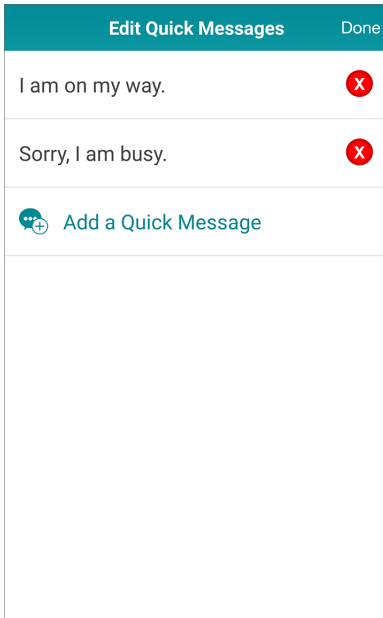 Edit Quick Messages Done
I am on my way. X
Sorry, I am busy. X
Add a Quick Message